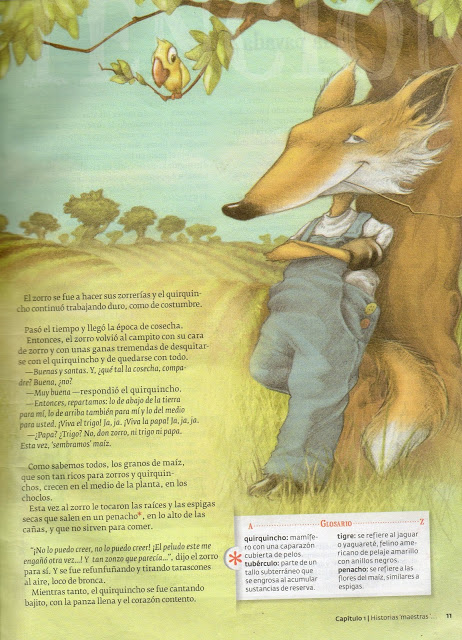 El zorro se fue a hacer sus zorrerías y el quirquin-
cho continuó trabajando duro, como de costumbre.
Pasó el tiempo y llegó la época de cosecha.
Entonces, el zorro volvió al campito con su cara
de zorro y con unas ganas tremendas de desquitar-
se con el quirquincho y de quedarse con todo.
—Buenas y santas. Y, ¿qué tal la cosecha, compa-
dre? Buena, ¿no?
—Muy buena —respondió el quirquincho.
—Entonces, repartamos: lo de abajo de la tierra
para mí, lo de arriba también para mí y lo del medio
para usted. ¡Viva el trigo! Ja, ja. ¡Viva la papa! Ja, ja, ja.
—¿Papa? ¿Trigo? No, don zorro, ni trigo ni papa.
Esta vez, ‘sembramos’ maíz.
Como sabemos todos, los granos de maíz,
que son tan ricos para zorros y quirquin-
chos, crecen en el medio de la planta, en los
choclos.
Esta vez al zorro le tocaron las raíces y las espigas
secas que salen en un penacho*, en lo alto de las
cañas, y que no sirven para comer.
“¡No lo puedo creer, no lo puedo creer! ¡El peludo este me
engañó otra vez...! Y tan zonzo que parecía...”, dijo el zorro
para sí. Y se fue refunfuñando y tirando tarascones
al aire, loco de bronca.
Mientras tanto, el quirquincho se fue cantando
bajito, con la panza llena y el corazón contento.
A GLOSARIO Z
quirquincho: mamífe-
ro con una caparazón
cubierta de pelos.
tubérculo: parte de un
tallo subterráneo que
se engrosa al acumular
sustancias de reserva.
tigre: se refiere al jaguar
o yaguareté, felino ame-
ricano de pelaje amarillo
con anillos negros.
penacho: se refiere a las
flores del maíz, similares a
espigas.
*
Capítulo 1 | Historias ‘maestras’... 11